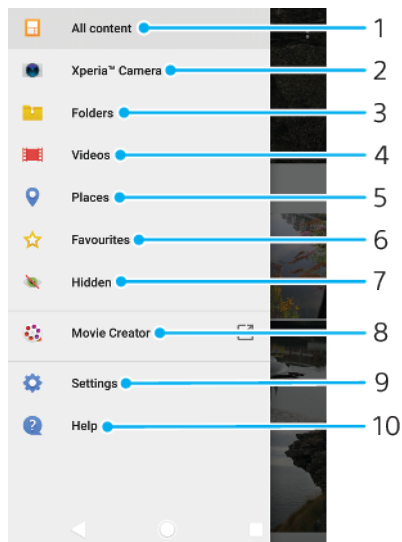 All content 1
Xperia™ Camera 2
Folders 3
Videos 4
Places 5
Favourites 6
Hidden 7
Movie Creator 8
Settings 9
? Help 10